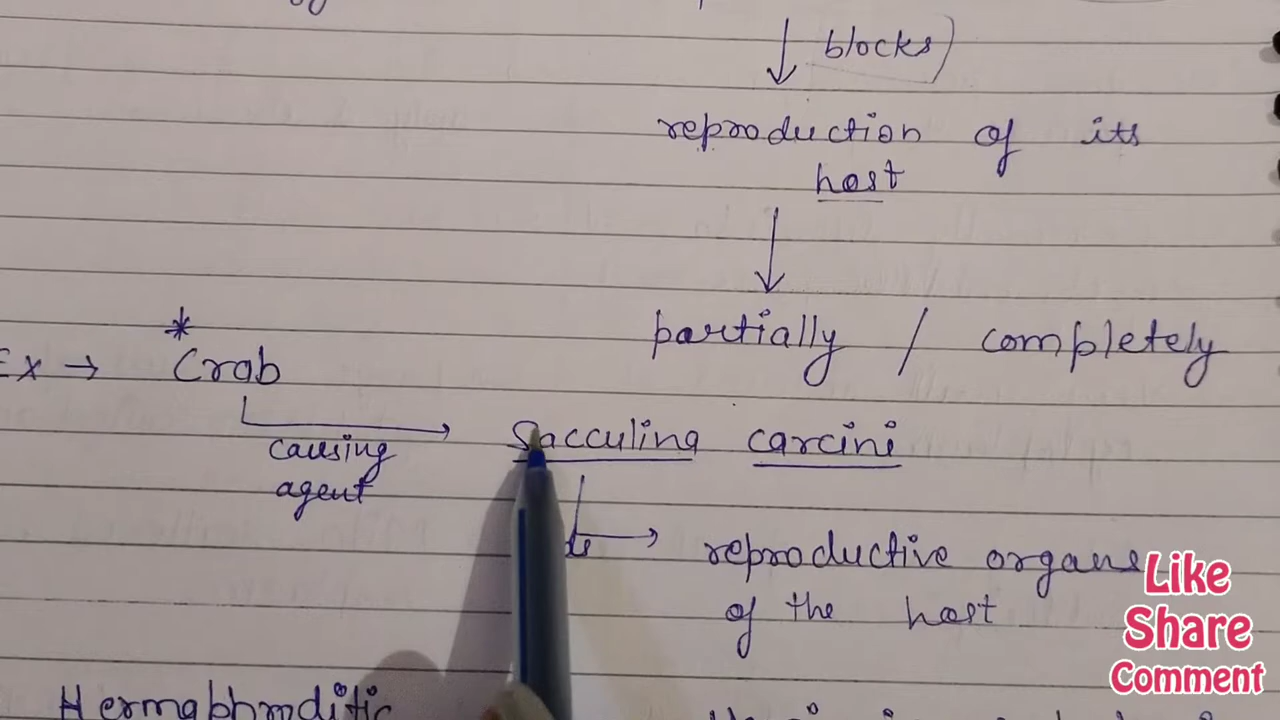 blocks)
reproduction of its
host
partially / completely
*
Ex → Crab
causing
agent
Sacculina carcini
reproductive organs
of the host
Hermaphroditic
Like
Share
Comment